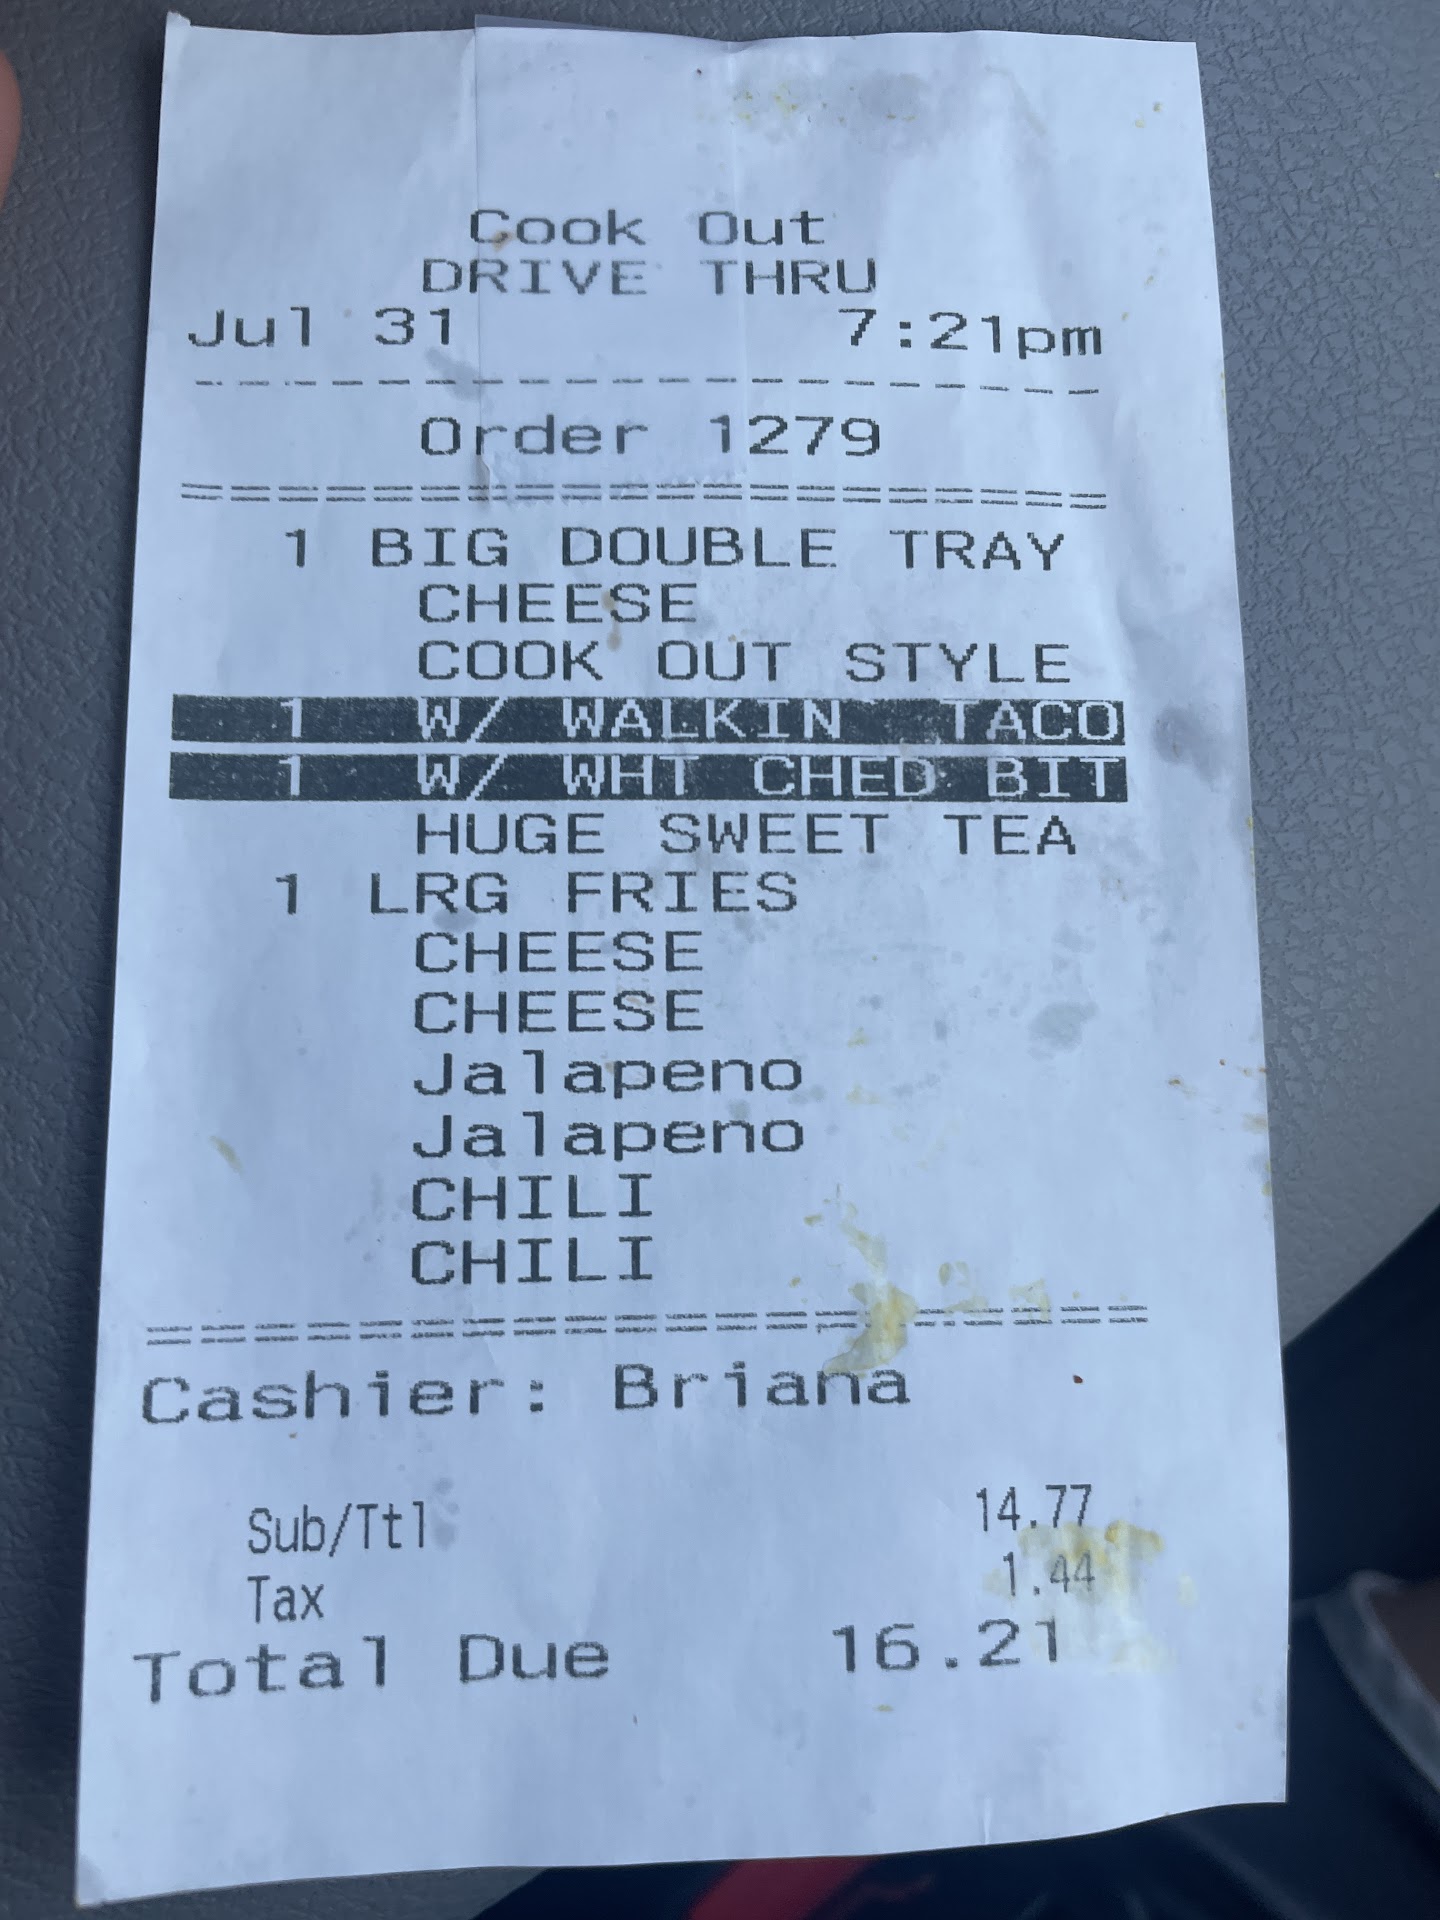 Cook Out
DRIVE THRU
Jul 31 7:21pm
--------------------
Order 1279
====================
1 BIG DOUBLE TRAY
CHEESE
COOK OUT STYLE
1 W/ WALKIN' TACO
1 W/ WHT CHED BIT
HUGE SWEET TEA
1 LRG FRIES
CHEESE
CHEESE
Jalapeno
Jalapeno
CHILI
CHILI
====================
Cashier: Briana
Sub/Ttl 14.77
Tax 1.44
Total Due 16.21